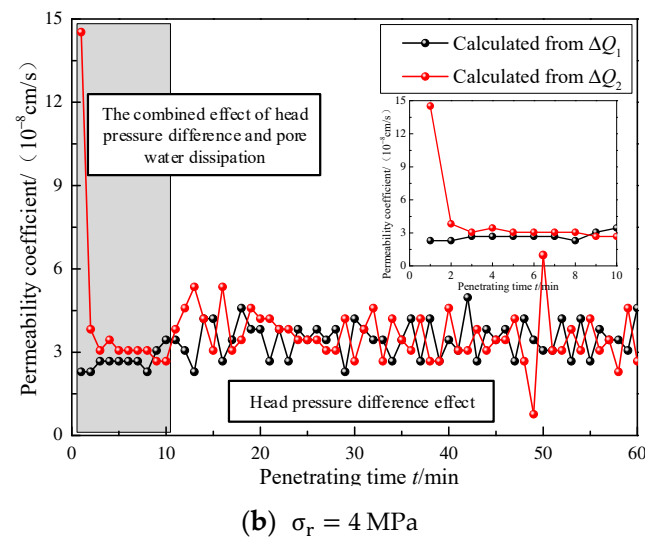 15
12
9
6
3
0
Permeability coefficient/（10⁻⁸cm/s）
The combined effect of head
pressure difference and pore
water dissipation
Calculated from ΔQ₁
Calculated from ΔQ₂
15
12
9
6
3
0
Permeability coefficient/（10⁻⁸cm/s）
0 2 4 6 8 10
Penetrating time t/min
Head pressure difference effect
0 10 20 30 40 50 60
Penetrating time t/min
(b) σr = 4 MPa